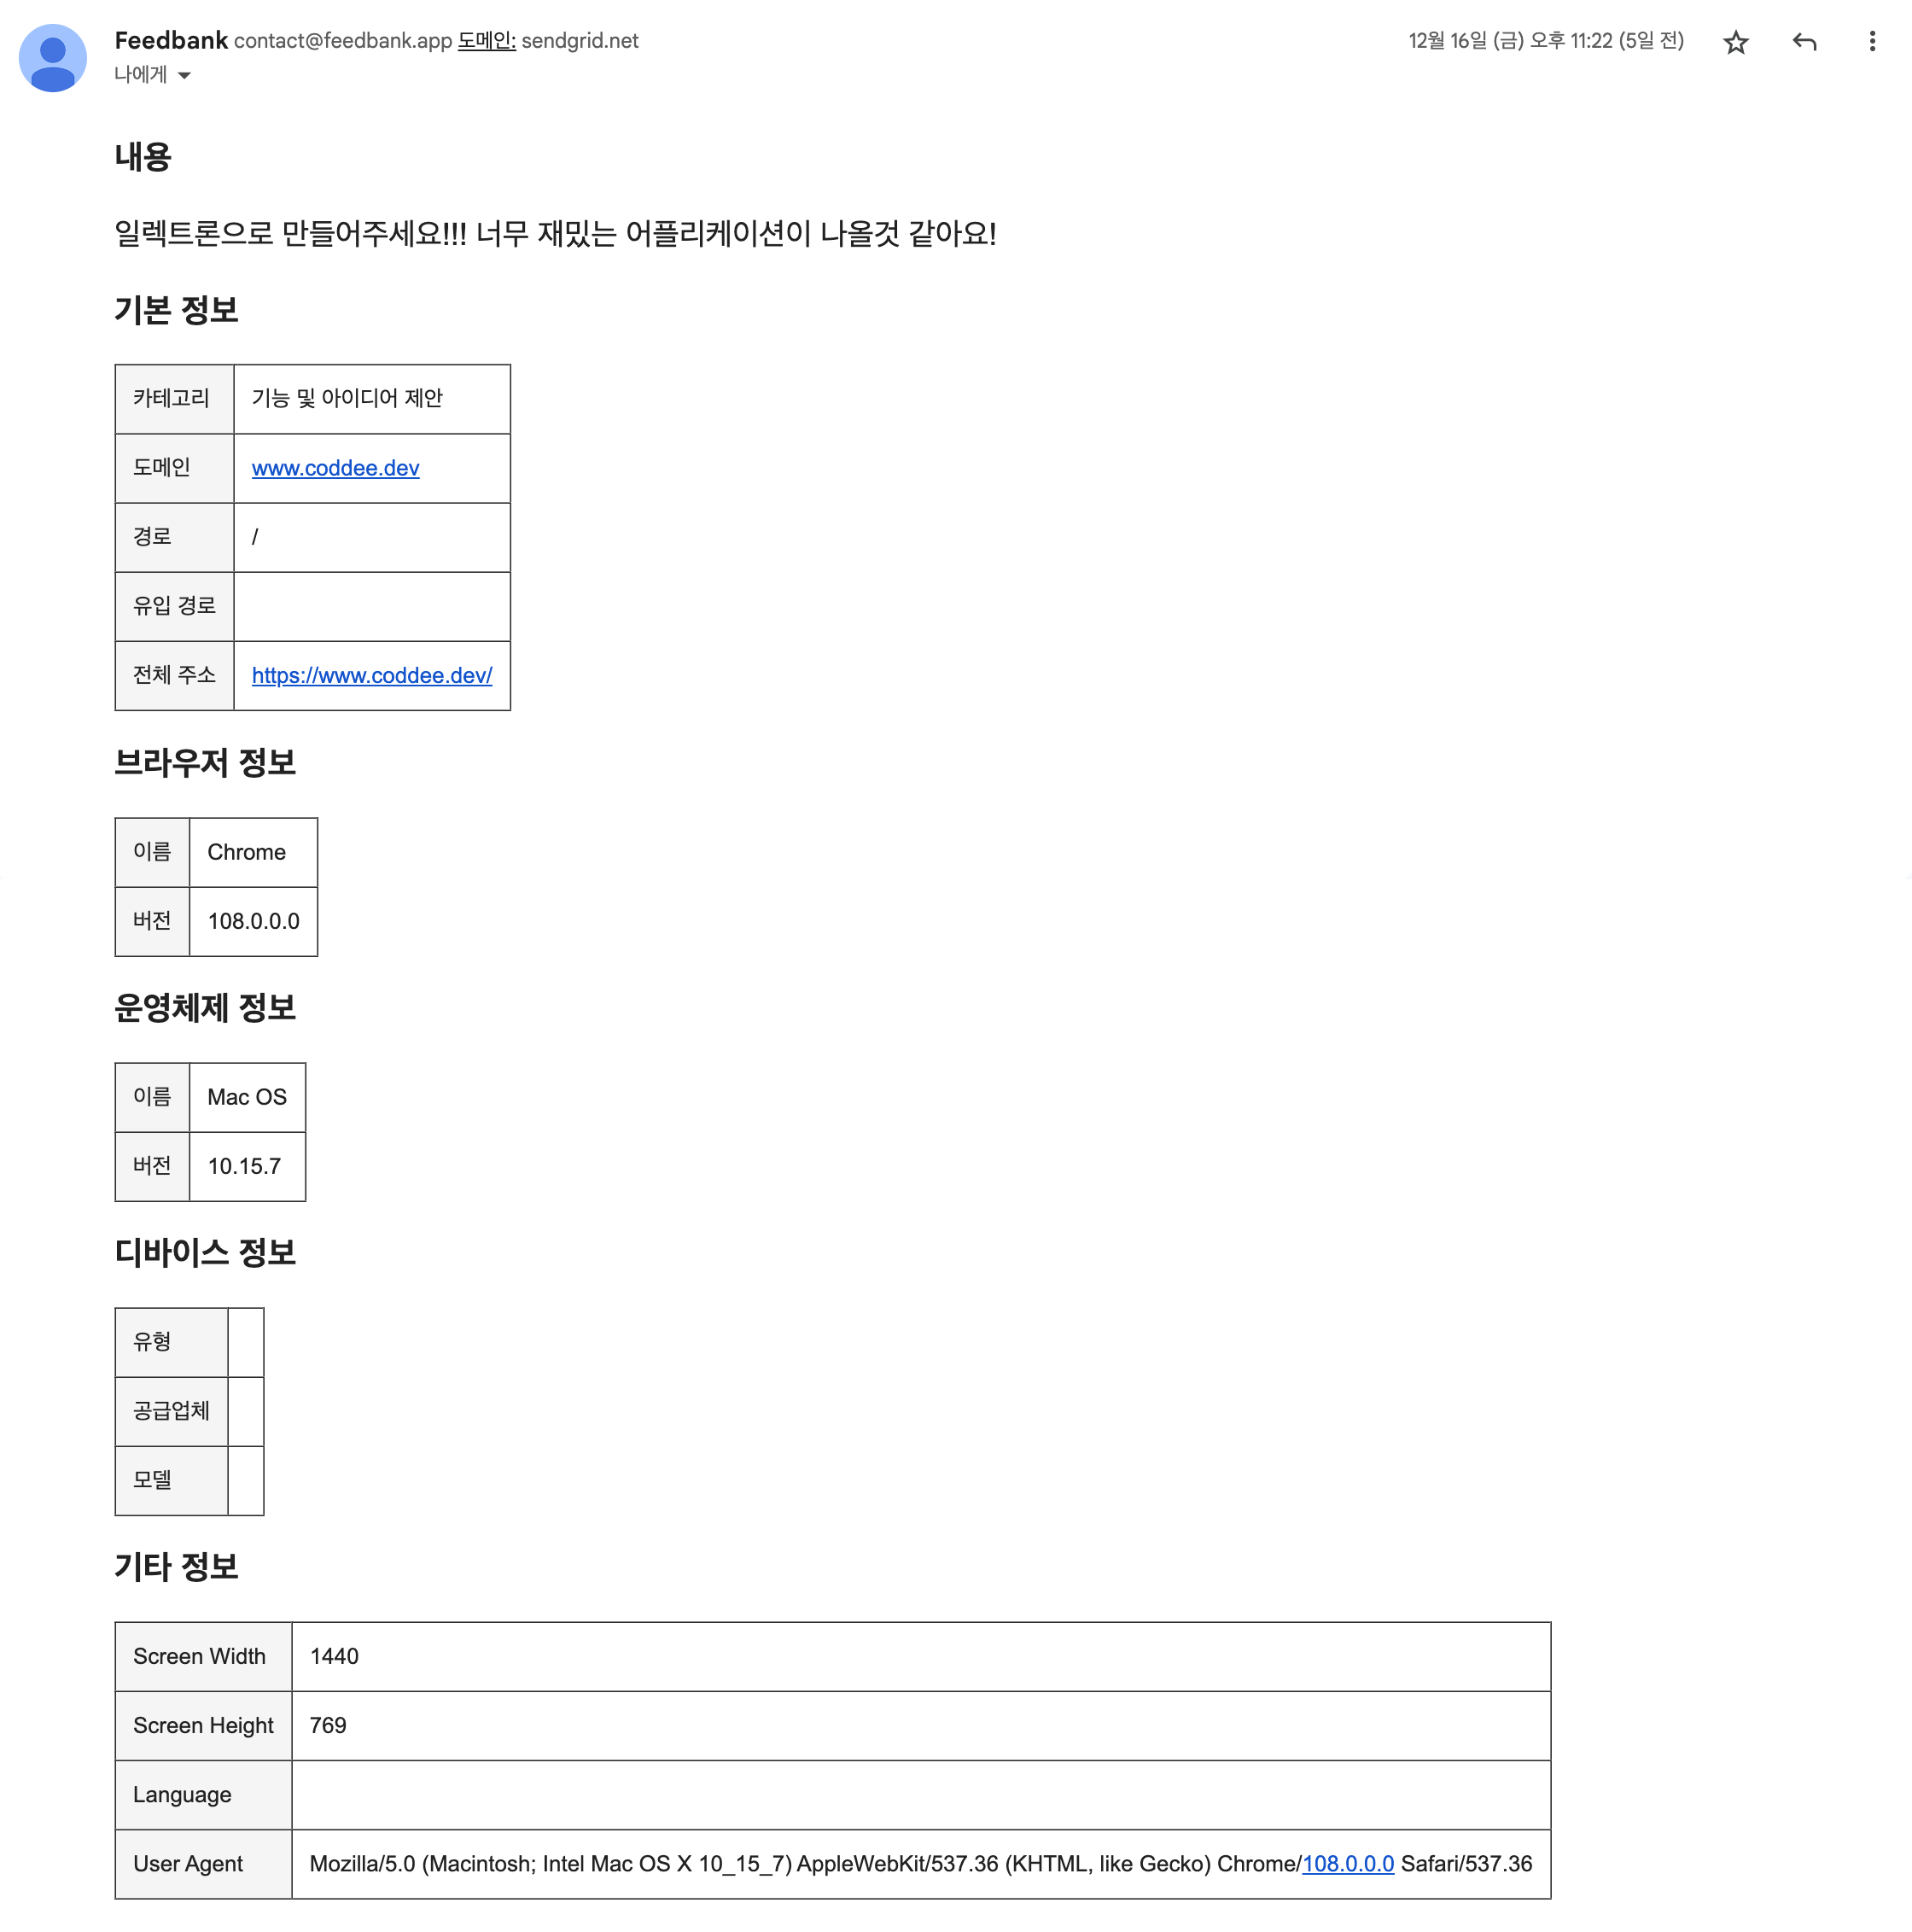 Feedbank contact@feedbank.app 도메인: sendgrid.net
12월 16일 (금) 오후 11:22 (5일 전)
나에게
내용
일렉트론으로 만들어주세요!!! 너무 재밌는 어플리케이션이 나올것 같아요!
기본 정보
카테고리 기능 및 아이디어 제안
도메인 www.coddee.dev
경로 /
유입 경로
전체 주소 https://www.coddee.dev/
브라우저 정보
이름 Chrome
버전 108.0.0.0
운영체제 정보
이름 Mac OS
버전 10.15.7
디바이스 정보
유형
공급업체
모델
기타 정보
Screen Width 1440
Screen Height 769
Language
User Agent Mozilla/5.0 (Macintosh; Intel Mac OS X 10_15_7) AppleWebKit/537.36 (KHTML, like Gecko) Chrome/108.0.0.0 Safari/537.36